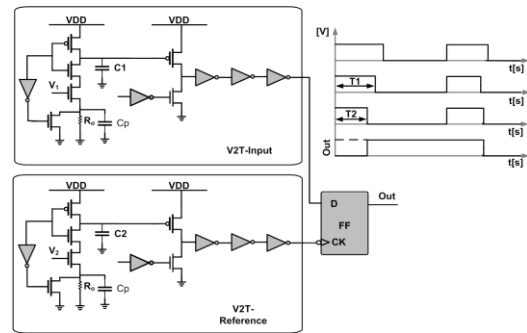 VDD VDD
C1
V1
Ro Cp
V2T-Input
VDD VDD
C2
V2
Ro Cp
V2T-
Reference
D
FF
CK
Out
[V]
t[s]
T1
t[s]
T2
t[s]
Out
t[s]